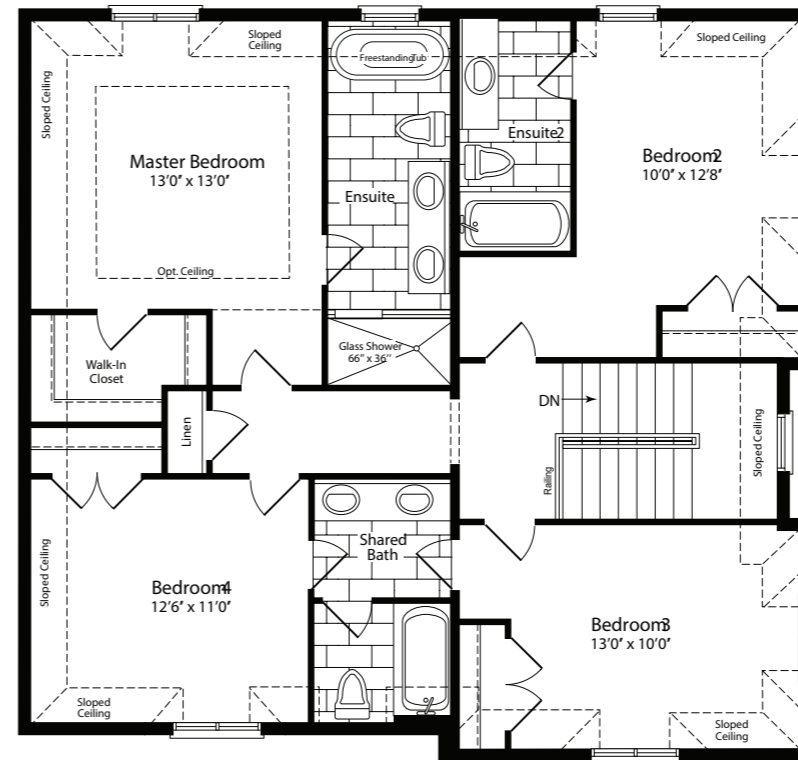 Sloped
Ceiling
Freestanding Tub
Sloped Ceiling
Sloped Ceiling
Master Bedroom
13'0" x 13'0"
Ensuite
Ensuite2
Bedroom2
10'0" x 12'8"
Opt. Ceiling
Glass Shower
66" x 36"
Walk-In
Closet
Linen
DN
Railing
Sloped Ceiling
Shared
Bath
Sloped Ceiling
Bedroom4
12'6" x 11'0"
Bedroom3
13'0" x 10'0"
Sloped
Ceiling
Sloped
Ceiling